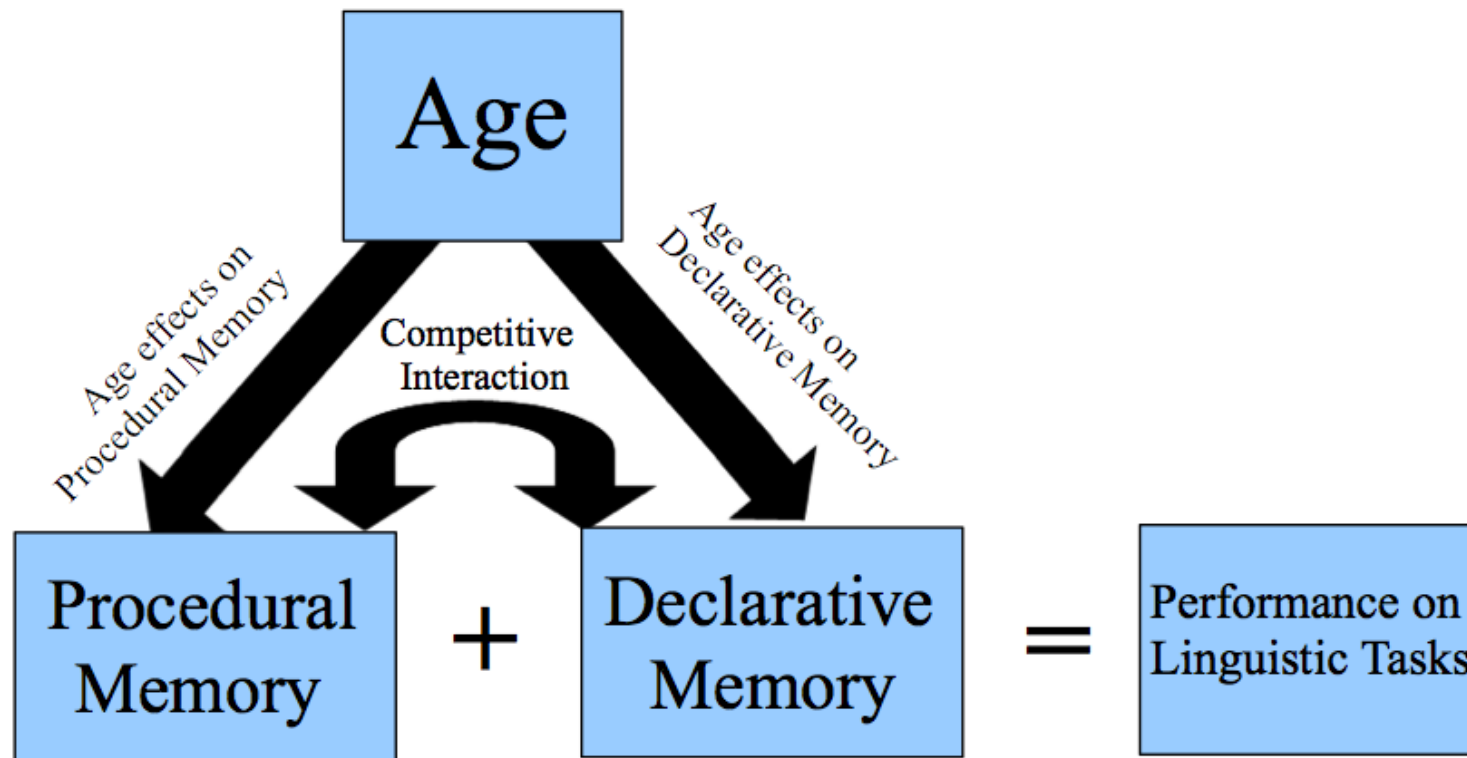 Age
Age effects on
Procedural Memory
Competitive
Interaction
Age effects on
Declarative Memory
Procedural
Memory
+
Declarative
Memory
=
Performance on
Linguistic Tasks